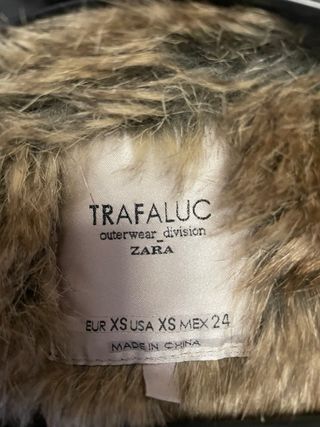 TRAFALUC
outerwear_division
ZARA
EUR XS USA XS MEX 24
MADE IN CHINA